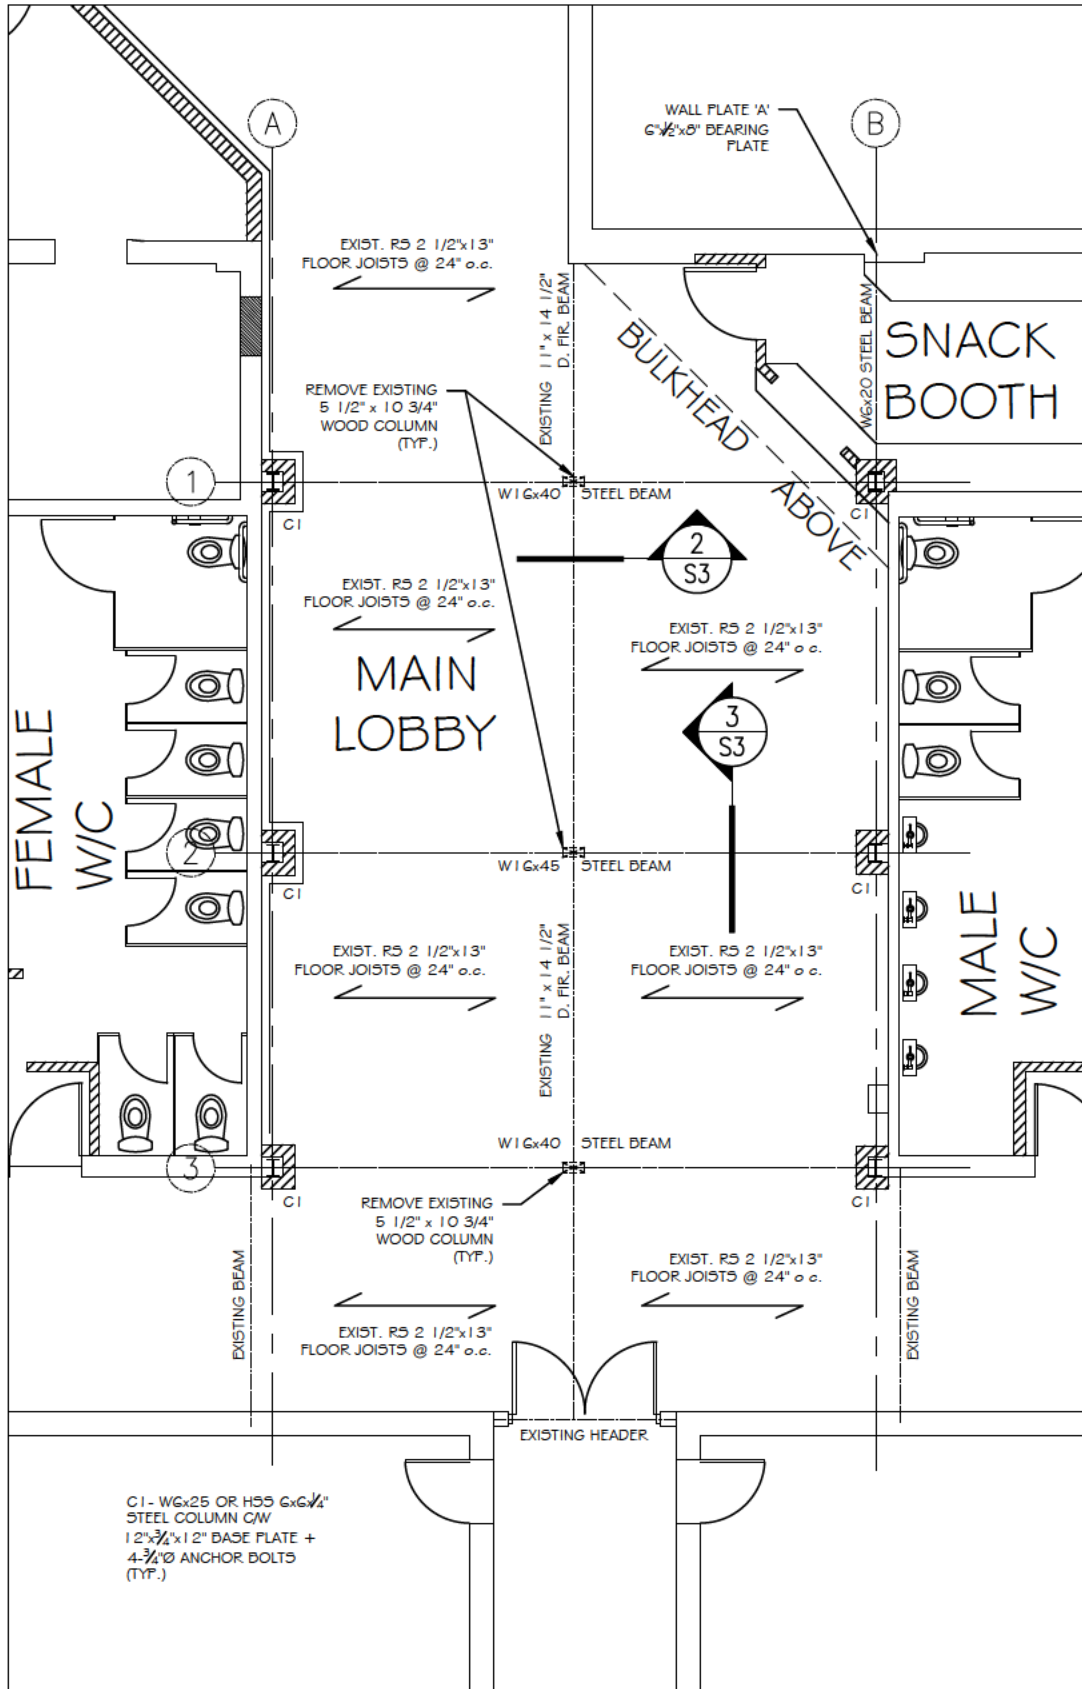 A
B
WALL PLATE 'A'
6"x1/2"x8" BEARING
PLATE
EXIST. RS 2 1/2"x13"
FLOOR JOISTS @ 24" o.c.
EXISTING 11" x 14 1/2"
D. FIR. BEAM
W6x20 STEEL BEAM
SNACK
BOOTH
BULKHEAD
ABOVE
REMOVE EXISTING
5 1/2" x 10 3/4"
WOOD COLUMN
(TYP.)
1
W16x40 STEEL BEAM
C1
C1
2
S3
EXIST. RS 2 1/2"x13"
FLOOR JOISTS @ 24" o.c.
EXIST. RS 2 1/2"x13"
FLOOR JOISTS @ 24" o c.
MAIN
LOBBY
3
S3
FEMALE
W/C
2
W16x45 STEEL BEAM
C1
C1
MALE
W/C
EXIST. RS 2 1/2"x13"
FLOOR JOISTS @ 24" o.c.
EXIST. RS 2 1/2"x13"
FLOOR JOISTS @ 24" o c.
EXISTING 11" x 14 1/2"
D. FIR. BEAM
W16x40 STEEL BEAM
3
C1
C1
REMOVE EXISTING
5 1/2" x 10 3/4"
WOOD COLUMN
(TYP.)
EXISTING BEAM
EXIST. RS 2 1/2"x13"
FLOOR JOISTS @ 24" o c.
EXISTING BEAM
EXIST. RS 2 1/2"x13"
FLOOR JOISTS @ 24" o.c.
EXISTING HEADER
C1- W6x25 OR HSS 6x6x1/4"
STEEL COLUMN C/W
12"x3/4"x12" BASE PLATE +
4-3/4"Ø ANCHOR BOLTS
(TYP.)